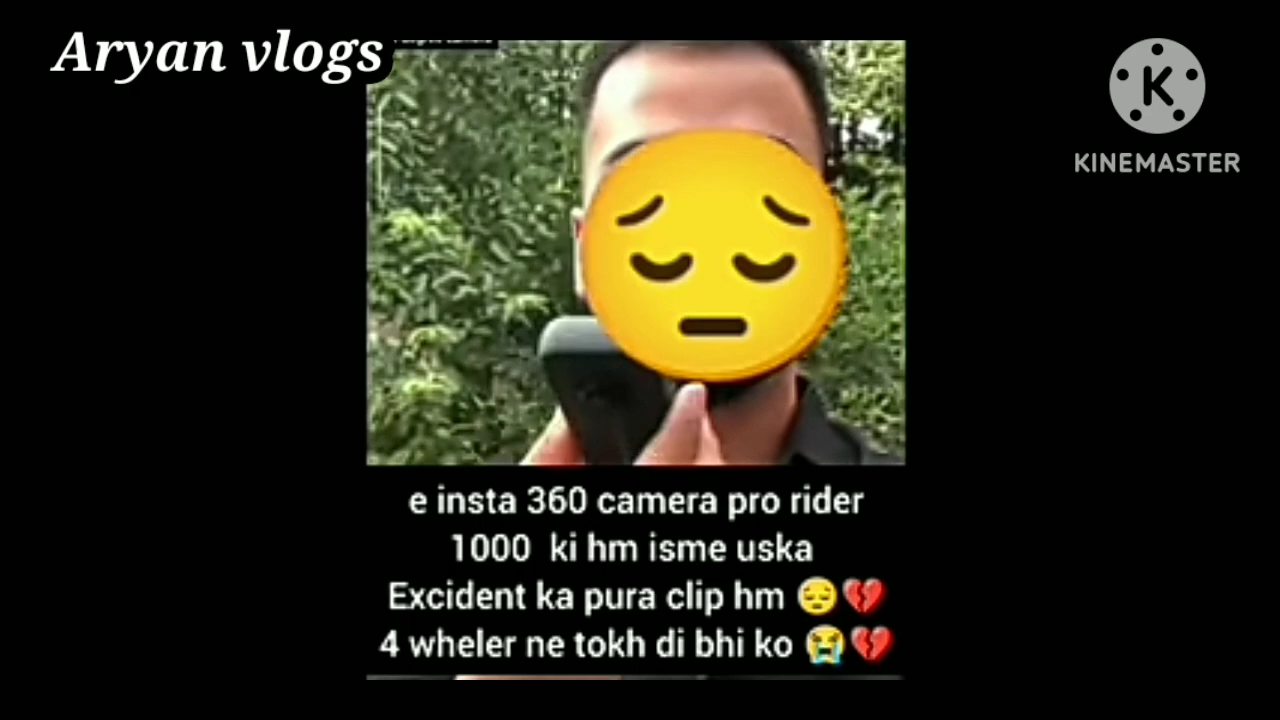 Aryan vlogs
KINEMASTER
e insta 360 camera pro rider
1000 ki hm isme uska
Excident ka pura clip hm 😔💔
4 wheler ne tokh di bhi ko 😭💔